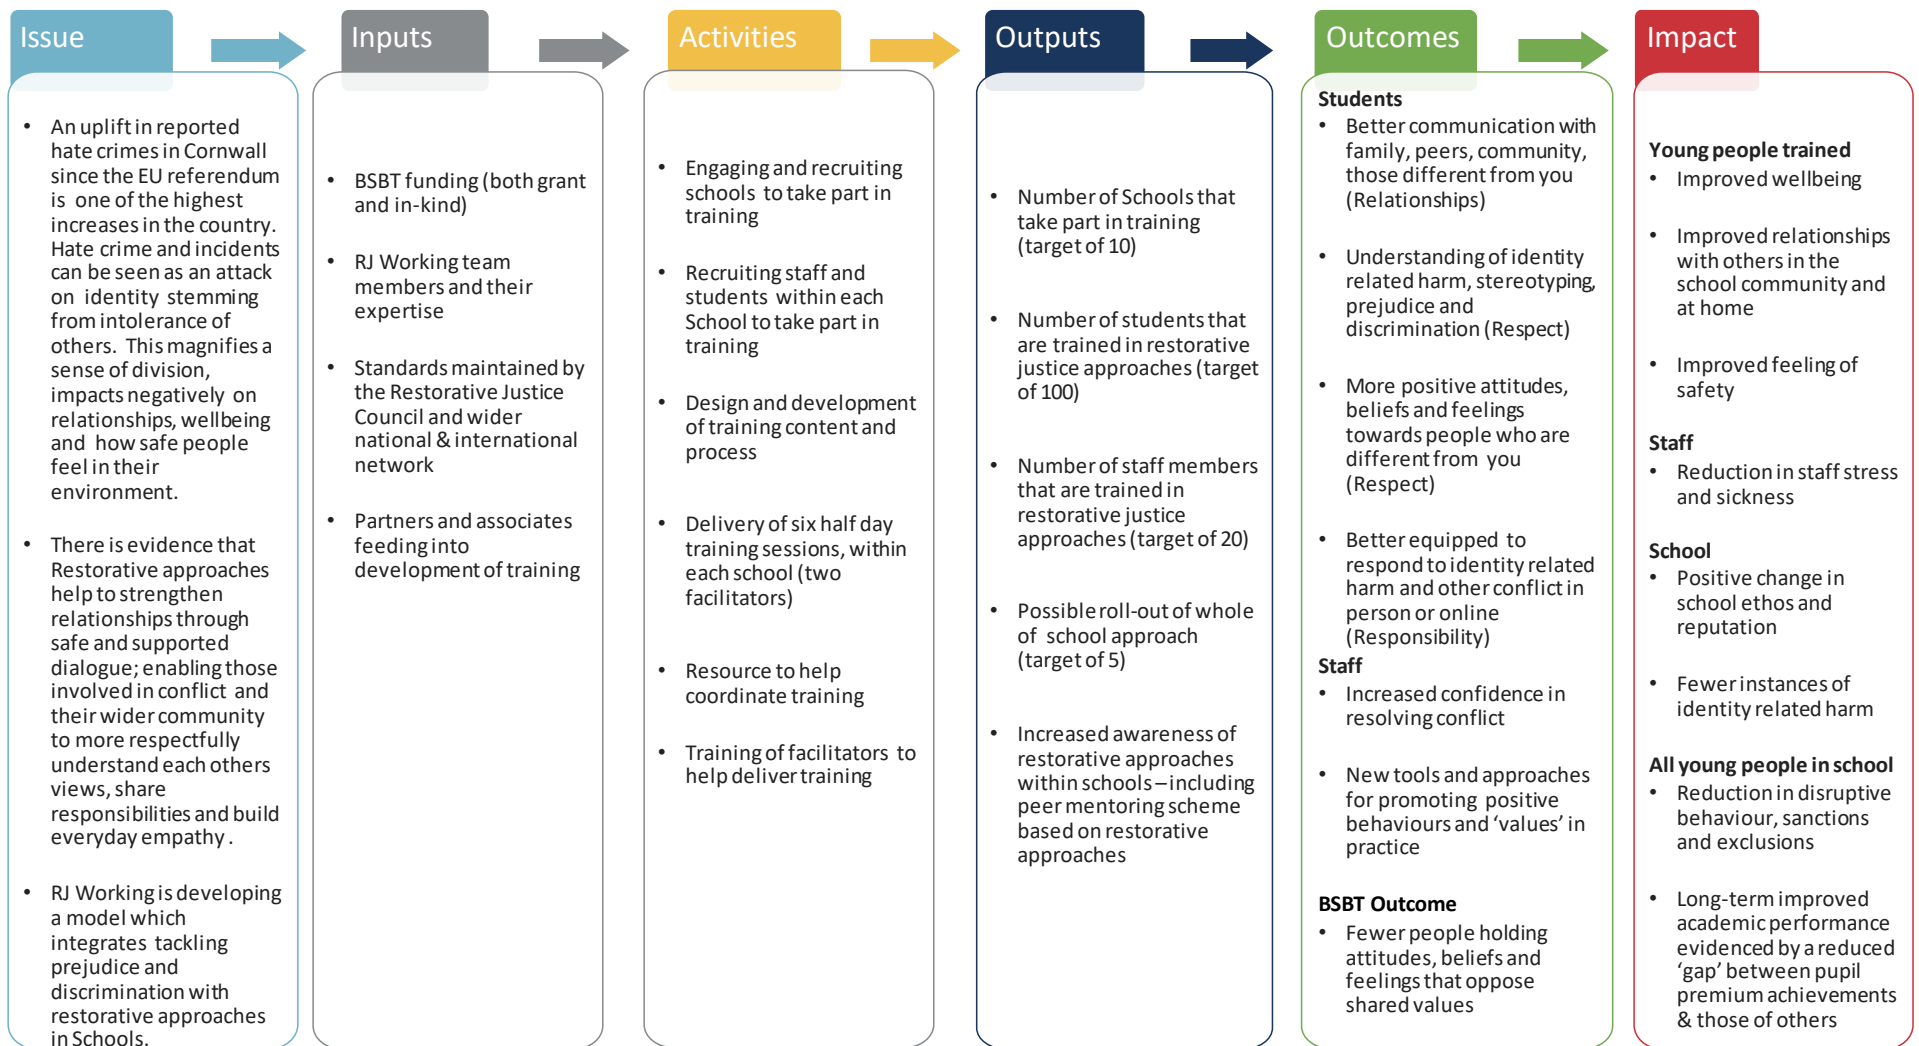 Issue
An uplift in reported
hate crimes in Cornwall
since the EU referendum
is one of the highest
increases in the country.
Hate crime and incidents
can be seen as an attack
on identity stemming
from intolerance of
others. This magnifies a
sense of division,
impacts negatively on
relationships, wellbeing
and how safe people
feel in their
environment.
• There is evidence that
Restorative approaches
help to strengthen
relationships through
safe and supported
dialogue; enabling those
involved in conflict and
their wider community
to more respectfully
understand each others
views, share
responsibilities and build
everyday empathy .
• RJ Working is developing
a model which
integrates tackling
prejudice and
discrimination with
restorative approaches
in Schools.
Inputs
• BSBT funding (both grant
and in-kind)
• RJ Working team
members and their
expertise
• Standards maintained by
the Restorative Justice
Council and wider
national & international
network
• Partners and associates
feeding into
development of training
Activities
• Engaging and recruiting
schools to take part in
training
• Recruiting staff and
students within each
School to take part in
training
• Design and development
of training content and
process
• Delivery of six half day
training sessions, within
each school (two
facilitators)
• Resource to help
coordinate training
• Training of facilitators to
help deliver training
Outputs
• Number of Schools that
take part in training
(target of 10)
• Number of students that
are trained in restorative
justice approaches (target
of 100)
• Number of staff members
that are trained in
restorative justice
approaches (target of 20)
• Possible roll-out of whole
of school approach
(target of 5)
• Increased awareness of
restorative approaches
within schools – including
peer mentoring scheme
based on restorative
approaches
Outcomes
Students
• Better communication with
family, peers, community,
those different from you
(Relationships)
• Understanding of identity
related harm, stereotyping,
prejudice and
discrimination (Respect)
• More positive attitudes,
beliefs and feelings
towards people who are
different from you
(Respect)
• Better equipped to
respond to identity related
harm and other conflict in
person or online
(Responsibility)
Staff
• Increased confidence in
resolving conflict
• New tools and approaches
for promoting positive
behaviours and ‘values’ in
practice
BSBT Outcome
• Fewer people holding
attitudes, beliefs and
feelings that oppose
shared values
Impact
Young people trained
• Improved wellbeing
• Improved relationships
with others in the
school community and
at home
• Improved feeling of
safety
Staff
• Reduction in staff stress
and sickness
School
• Positive change in
school ethos and
reputation
• Fewer instances of
identity related harm
All young people in school
• Reduction in disruptive
behaviour, sanctions
and exclusions
• Long-term improved
academic performance
evidenced by a reduced
‘gap’ between pupil
premium achievements
& those of others